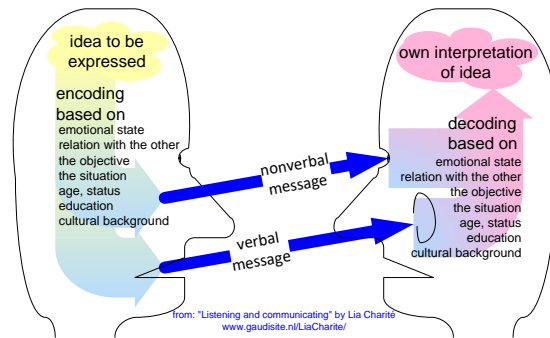 idea to be
expressed
encoding
based on
emotional state
relation with the other
the objective
the situation
age, status
education
cultural background
nonverbal
message
verbal
message
own interpretation
of idea
decoding
based on
emotional state
relation with the other
the objective
the situation
age, status
education
cultural background
from: "Listening and communicating" by Lia Charité
www.gaudisite.nl/LiaCharite/